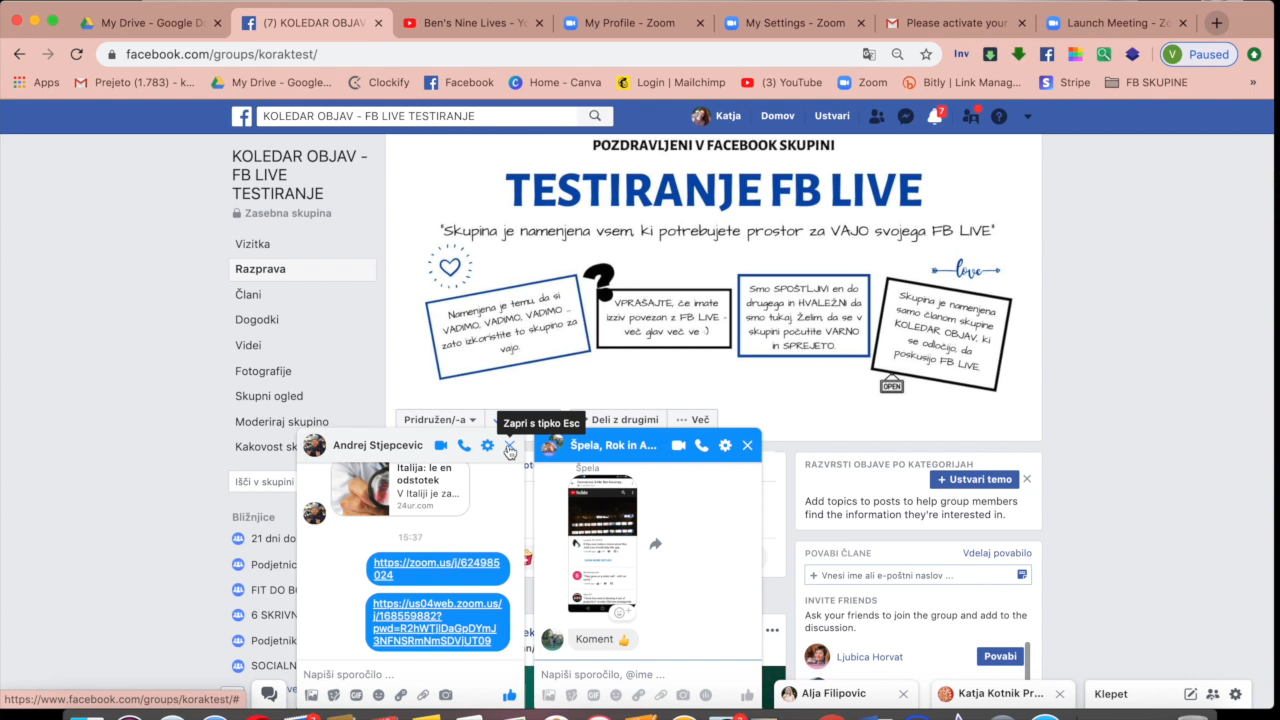 My Drive - Google D
(7) KOLEDAR OBJAV
Ben's Nine Lives - Yo
My Profile - Zoom
My Settings - Zoom
Please activate your
Launch Meeting - Zo
facebook.com/groups/koraktest/
Inv
V Paused
Apps
Prejeto (1.783) - k...
My Drive - Google...
Clockify
Facebook
Home - Canva
Login | Mailchimp
(3) YouTube
Zoom
Bitly | Link Manag...
Stripe
FB SKUPINE
»
KOLEDAR OBJAV - FB LIVE TESTIRANJE
Katja
Domov
Ustvari
7
KOLEDAR OBJAV -
FB LIVE
TESTIRANJE
Zasebna skupina
Vizitka
Razprava
Člani
Dogodki
Videi
Fotografije
Skupni ogled
Moderiraj skupino
Kakovost sk
Išči v skupini
Bližnjice
21 dni do
Podjetni
FIT DO BO
6 SKRIVN
Podjetnik
SOCIALN
POZDRAVLJENI V FACEBOOK SKUPINI
TESTIRANJE FB LIVE
"Skupina je namenjena vsem, ki potrebujete prostor za VAJO svojega FB LIVE"
Namenjena je temu, da si
VADIMO, VADIMO, VADIMO ...
zato izkoristite to skupino za
vajo.
?
VPRAŠAJTE, če imate
izziv povezan z FB LIVE -
več glav več ve :)
Smo SPOŠTLJIVI en do
drugega in HVALEŽNI da
smo tukaj. Želim, da se v
skupini počutite VARNO
in SPREJETO.
love
Skupina je namenjena
samo članom skupine
KOLEDAR OBJAV, ki
se odločijo, da
poskusijo FB LIVE.
OPEN
Pridružen/-a
Deli z drugimi
Več
Zapri s tipko Esc
Andrej Stjepcevic
Italija: le en
odstotek
V Italiji je za...
24ur.com
15:37
https://zoom.us/j/624985
024
https://us04web.zoom.us/
j/168559882?
pwd=R2hWTjlDaGpDYmJ
3NFNSRmNmSDVjUT09
Napiši sporočilo ...
GIF
Špela, Rok in A...
Špela
YouTube
Koment 👍
Napiši sporočilo, @ime ...
GIF
RAZVRSTI OBJAVE PO KATEGORIJAH
+ Ustvari temo
Add topics to posts to help group members
find the information they're interested in.
POVABI ČLANE
Vdelaj povabilo
+ Vnesi ime ali e-poštni naslov ...
INVITE FRIENDS
Ask your friends to join the group and add to the
discussion.
Ljubica Horvat
Povabi
https://www.facebook.com/groups/koraktest/#
Alja Filipovic
Katja Kotnik Pr...
Klepet